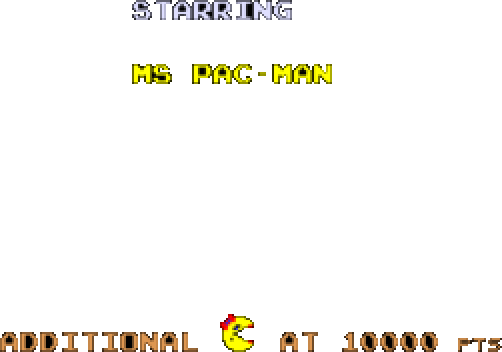 STARRING
MS PAC-MAN
ADDITIONAL AT 10000 PTS